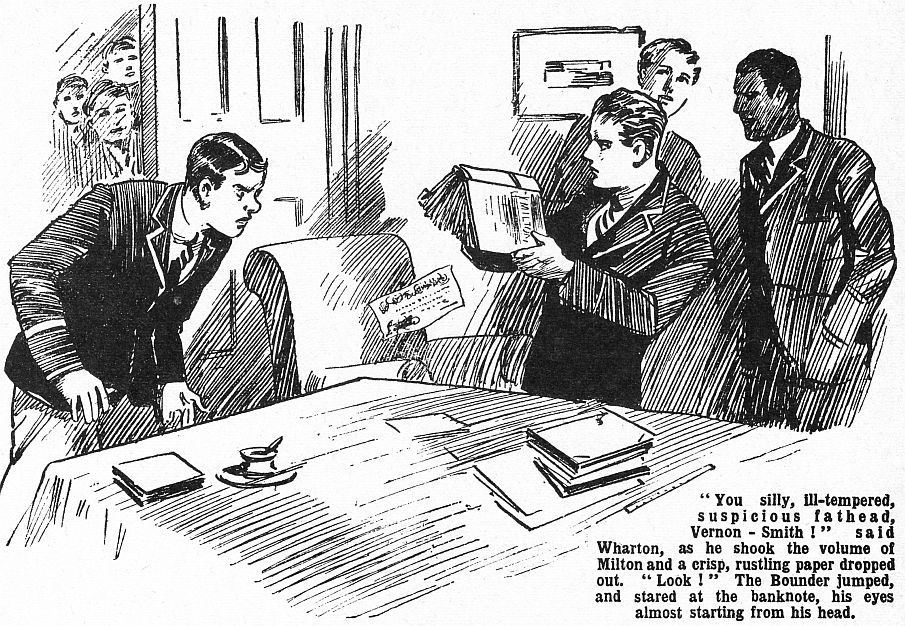 MILTON
"You silly, ill-tempered,
suspicious fathead,
Vernon - Smith!" said
Wharton, as he shook the volume of
Milton and a crisp, rustling paper dropped
out. "Look!" The Bounder jumped,
and stared at the banknote, his eyes
almost starting from his head.